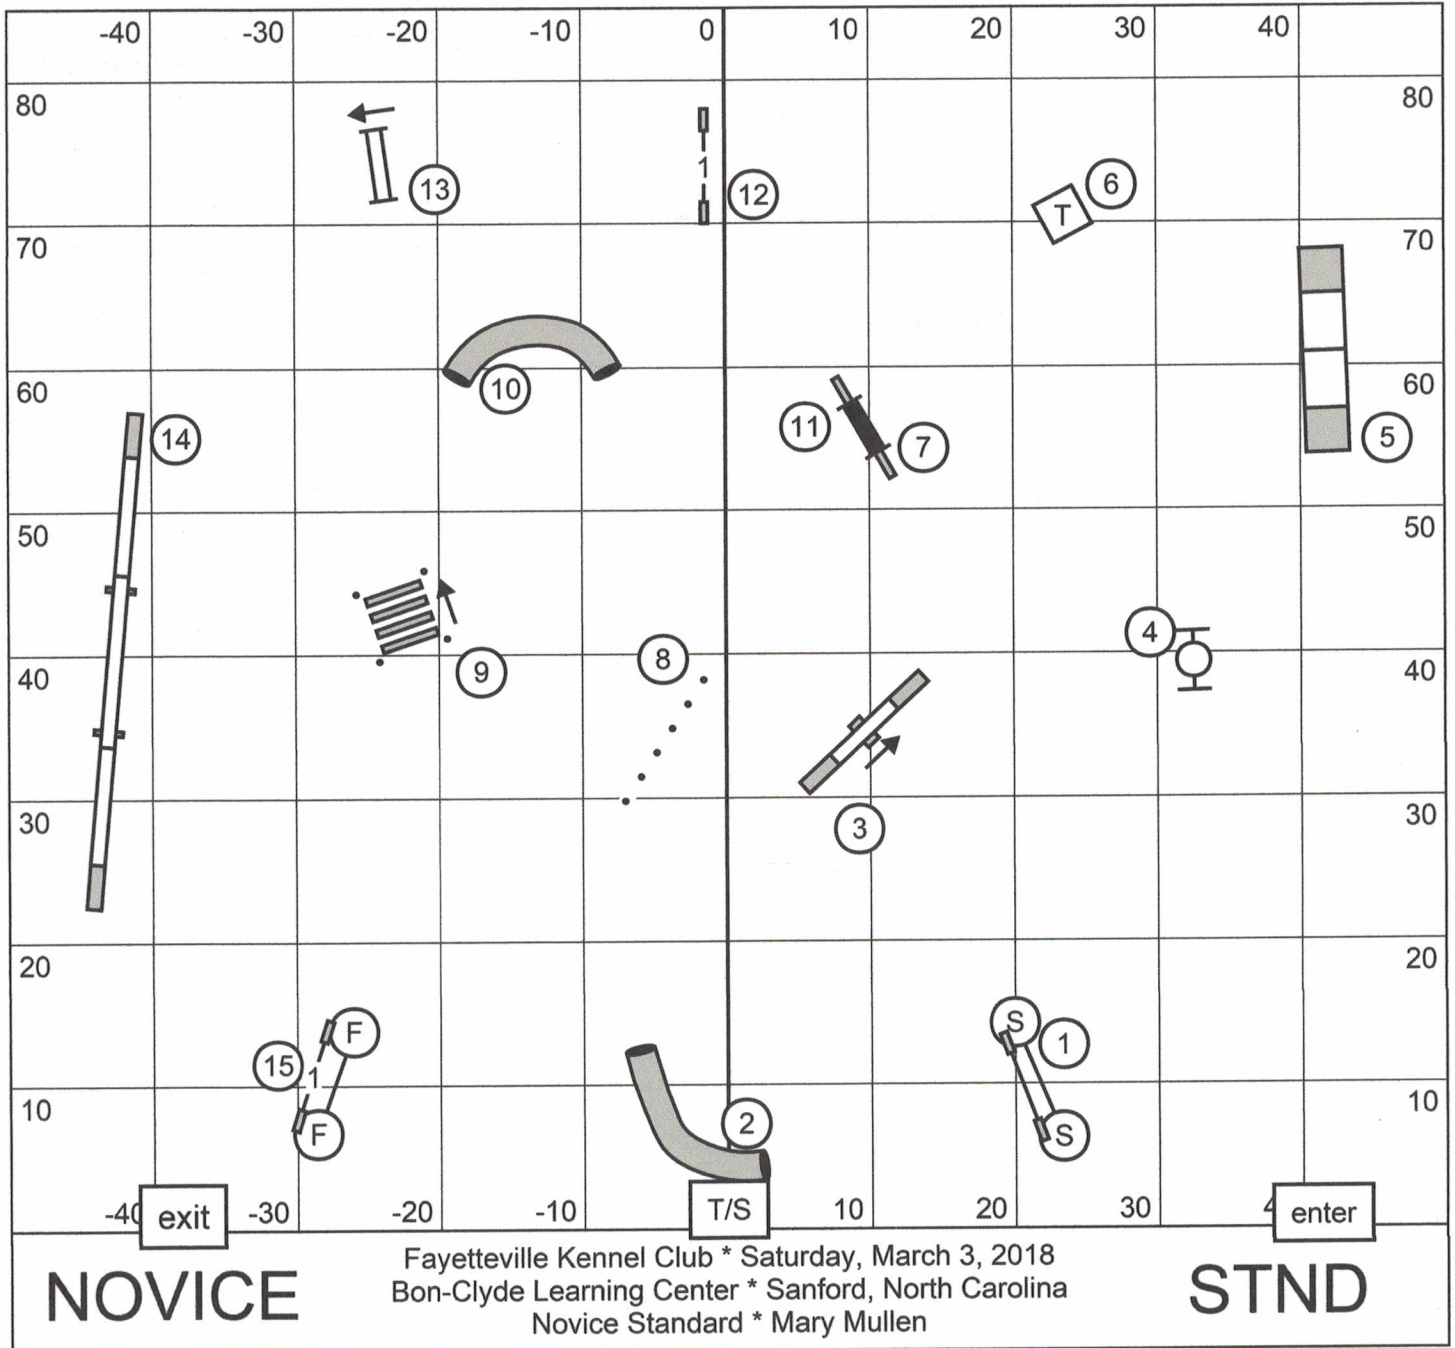 -40 -30 -20 -10 0 10 20 30 40
80 80
13 1 12 6
T
70 70
60 10 60
14 11 7 5
50 50
4
40 9 8 40
30 3 30
20 20
S 1
F
15 1
10 10
F 2 S
-40 exit -30 -20 -10 T/S 10 20 30 4 enter
NOVICE
Fayetteville Kennel Club * Saturday, March 3, 2018
Bon-Clyde Learning Center * Sanford, North Carolina
Novice Standard * Mary Mullen
STND